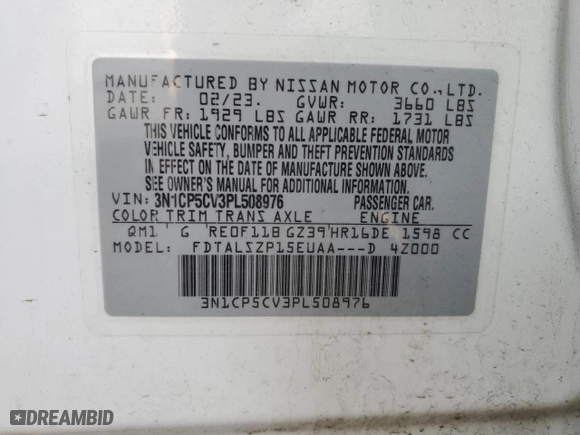 MANUFACTURED BY NISSAN MOTOR CO.,LTD.
DATE: 02/23. GVWR: 3660 LBS
GAWR FR: 1929 LBS GAWR RR: 1731 LBS
THIS VEHICLE CONFORMS TO ALL APPLICABLE FEDERAL MOTOR
VEHICLE SAFETY, BUMPER AND THEFT PREVENTION STANDARDS
IN EFFECT ON THE DATE OF MANUFACTURE SHOWN ABOVE.
SEE OWNER'S MANUAL FOR ADDITIONAL INFORMATION.
VIN: 3N1CP5CV3PL508976 PASSENGER CAR.
COLOR TRIM TRANS AXLE ENGINE
QM1 G RE0F11B GZ39 HR16DE 1598 CC
MODEL: FDTALSZP15EUAA---D 4Z000
3N1CP5CV3PL508976
DREAMBID